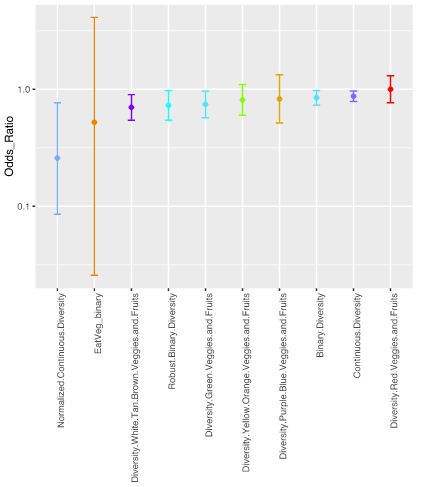 Odds_Ratio
1.0
0.1
Normalized.Continuous.Diversity
EatVeg_binary
Diversity.White.Tan.Brown.Veggies.and.Fruits
Robust.Binary.Diversity
Diversity.Green.Veggies.and.Fruits
Diversity.Yellow.Orange.Veggies.and.Fruits
Diversity.Purple.Blue.Veggies.and.Fruits
Binary.Diversity
Continuous.Diversity
Diversity.Red.Veggies.and.Fruits